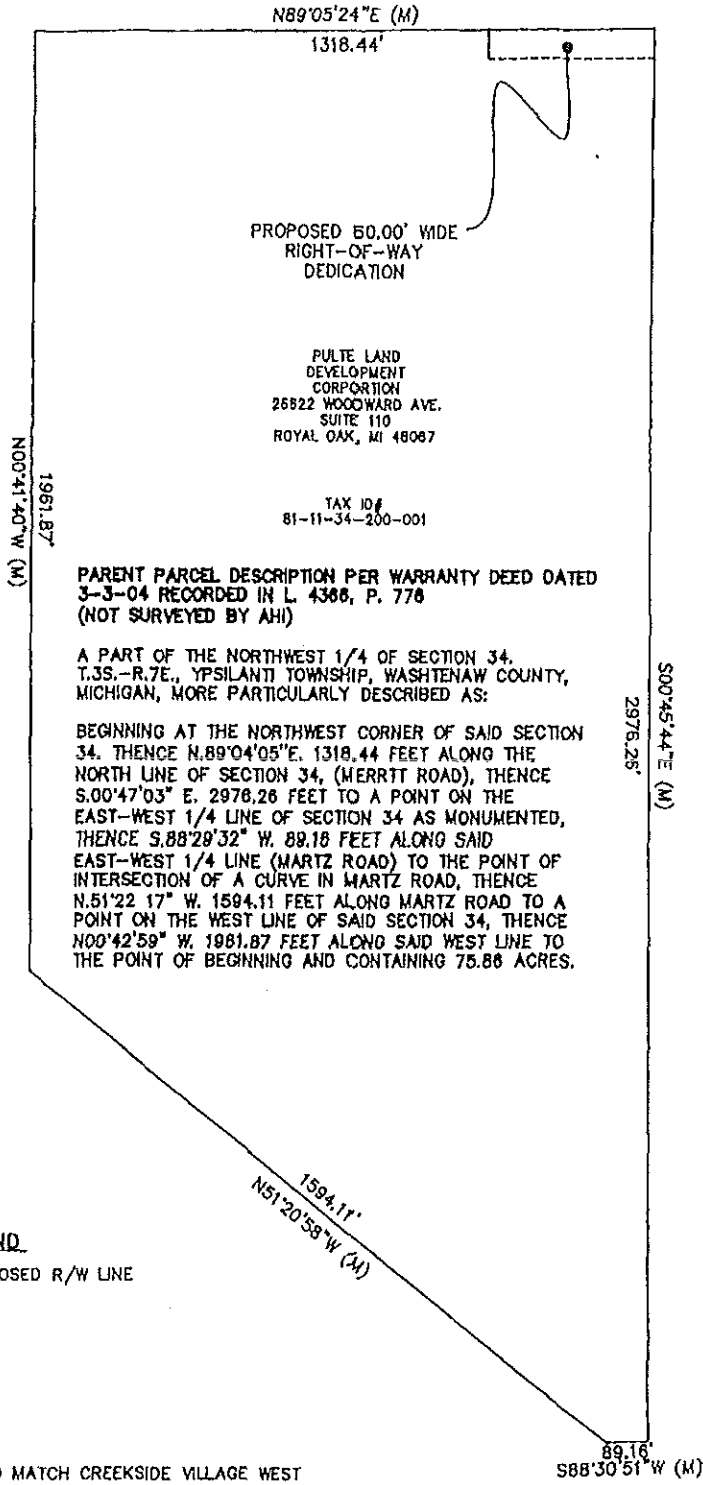 N89°05'24"E (M)
1318.44'
PROPOSED 60.00' WIDE
RIGHT-OF-WAY
DEDICATION
PULTE LAND
DEVELOPMENT
CORPORTION
26622 WOODWARD AVE.
SUITE 110
ROYAL OAK, MI 48067
TAX ID#
81-11-34-200-001
N00°41'40"W (M)
1961.87'
PARENT PARCEL DESCRIPTION PER WARRANTY DEED DATED
3-3-04 RECORDED IN L. 4366, P. 776
(NOT SURVEYED BY AHI)
A PART OF THE NORTHWEST 1/4 OF SECTION 34.
T.3S.-R.7E., YPSILANTI TOWNSHIP, WASHTENAW COUNTY,
MICHIGAN, MORE PARTICULARLY DESCRIBED AS:
BEGINNING AT THE NORTHWEST CORNER OF SAID SECTION
34. THENCE N.89°04'05"E. 1318.44 FEET ALONG THE
NORTH LINE OF SECTION 34, (MERRTT ROAD), THENCE
S.00°47'03" E. 2976.26 FEET TO A POINT ON THE
EAST-WEST 1/4 LINE OF SECTION 34 AS MONUMENTED,
THENCE S.88°29'32" W. 89.16 FEET ALONG SAID
EAST-WEST 1/4 LINE (MARTZ ROAD) TO THE POINT OF
INTERSECTION OF A CURVE IN MARTZ ROAD, THENCE
N.51°22 17" W. 1594.11 FEET ALONG MARTZ ROAD TO A
POINT ON THE WEST LINE OF SAID SECTION 34, THENCE
N00°42'59" W. 1961.87 FEET ALONG SAID WEST LINE TO
THE POINT OF BEGINNING AND CONTAINING 75.86 ACRES.
S00°45'44"E (M)
2976.26'
1594.11'
N51°20'58"W (M)
ND
OSED R/W LINE
MATCH CREEKSIDE VILLAGE WEST
89.16'
S88°30'51"W (M)